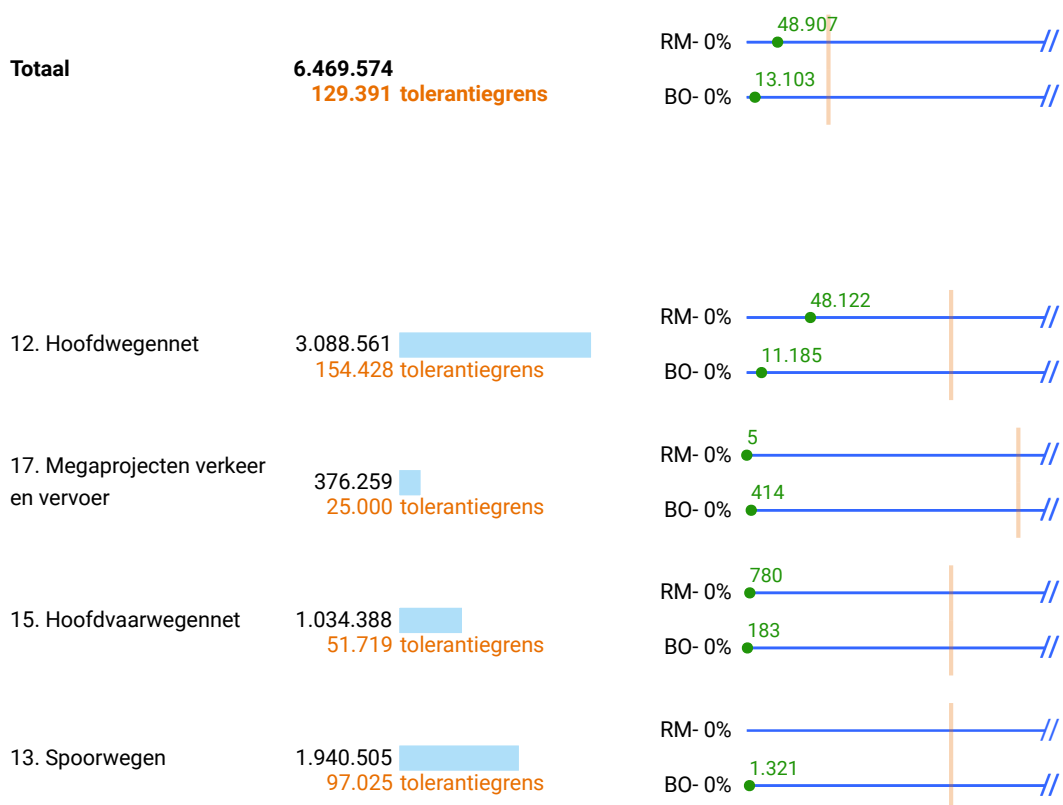 48.907
RM- 0%
Totaal 6.469.574
129.391 tolerantiegrens
13.103
BO- 0%
48.122
RM- 0%
12. Hoofdwegennet 3.088.561
154.428 tolerantiegrens
11.185
BO- 0%
5
RM- 0%
17. Megaprojecten verkeer
en vervoer
376.259
25.000 tolerantiegrens
414
BO- 0%
780
RM- 0%
15. Hoofdvaarwegennet 1.034.388
51.719 tolerantiegrens
183
BO- 0%
RM- 0%
13. Spoorwegen 1.940.505
97.025 tolerantiegrens
1.321
BO- 0%